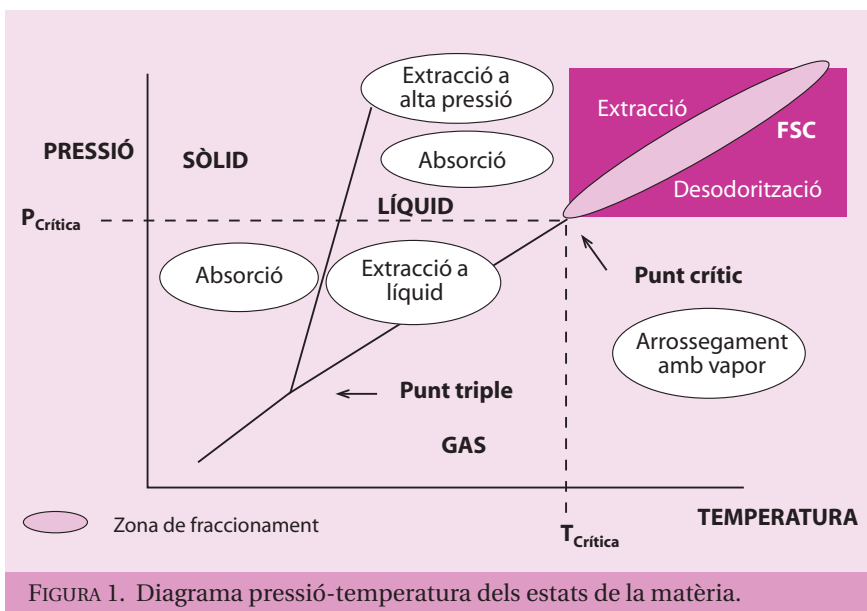 Extracció a
alta pressió
Extracció
FSC
PRESSIÓ
SÒLID
Absorció
Desodorització
LÍQUID
PCrítica
Absorció
Extracció a
líquid
Punt crític
Arrossegament
amb vapor
Punt triple
GAS
Zona de fraccionament
TEMPERATURA
TCrítica
FIGURA 1. Diagrama pressió-temperatura dels estats de la matèria.